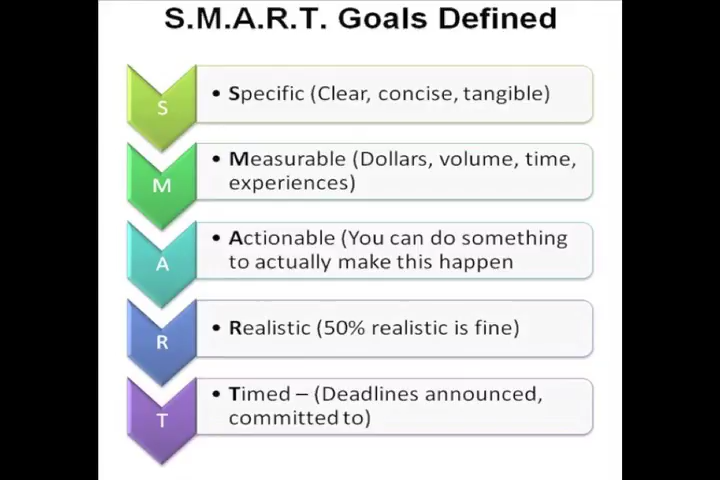 S.M.A.R.T. Goals Defined
S
• Specific (Clear, concise, tangible)
M
• Measurable (Dollars, volume, time,
experiences)
A
• Actionable (You can do something
to actually make this happen
R
• Realistic (50% realistic is fine)
T
• Timed – (Deadlines announced,
committed to)